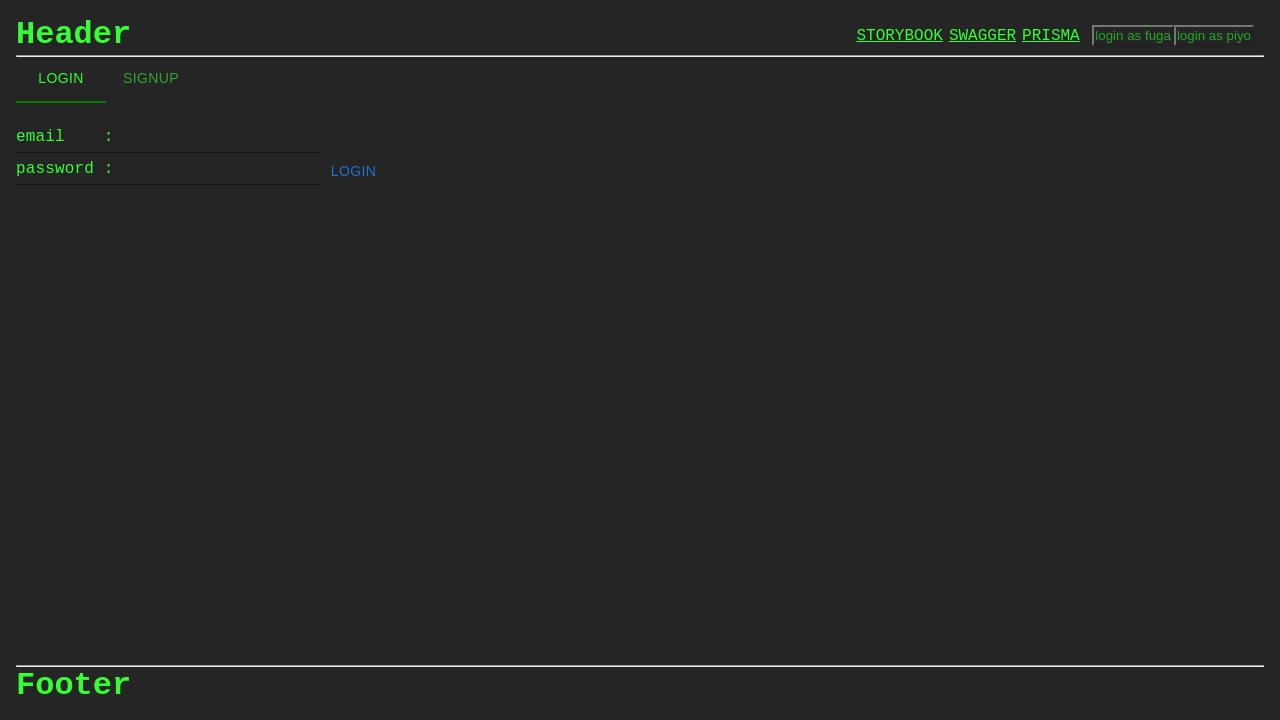 Header STORYBOOK SWAGGER PRISMA login as fuga login as piyo
LOGIN SIGNUP
email :
password : LOGIN
Footer